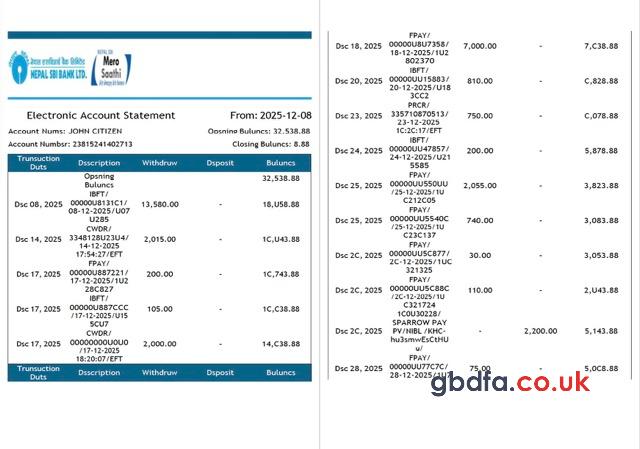 नेपाल एसबिआई बैंक लिमिटेड
NEPAL SBI BANK LTD.
NEPAL SBI
Mero
Saathi
Electronic Account Statement From: 2025-12-08
Account Nums: JOHN CITIZEN Opsning Buluncs: 32,538.88
Account Numbsr: 23815241402713 Closing Buluncs: 8.88
Trunsuction Duts Dsscription Withdruw Dsposit Buluncs
Opsning
Buluncs 32,538.88
IBFT/
Dsc 08, 2025 00000U8131C1/ 13,580.00 - 18,U58.88
08-12-2025/U07
U285
CWDR/
Dsc 14, 2025 3348128U23U4/ 2,015.00 - 1C,U43.88
14-12-2025
17:54:27/EFT
FPAY/
Dsc 17, 2025 00000U887221/ 200.00 - 1C,743.88
17-12-2025/1U2
28C827
IBFT/
Dsc 17, 2025 00000U887CCC 105.00 - 1C,C38.88
/17-12-2025/U15
5CU7
CWDR/
Dsc 17, 2025 00000000U0U0 2,000.00 - 14,C38.88
/17-12-2025
18:20:07/EFT
Trunsuction Duts Dsscription Withdruw Dsposit Buluncs
FPAY/
Dsc 18, 2025 00000U8U7358/ 7,000.00 - 7,C38.88
18-12-2025/1U2
802370
IBFT/
Dsc 20, 2025 00000UU15883/ 810.00 - C,828.88
20-12-2025/U18
3CC2
PRCR/
Dsc 23, 2025 335710870513/ 750.00 - C,078.88
23-12-2025
1C:2C:17/EFT
IBFT/
Dsc 24, 2025 00000UU47857/ 200.00 - 5,878.88
24-12-2025/U21
5585
FPAY/
Dsc 25, 2025 00000UU550UU 2,055.00 - 3,823.88
/25-12-2025/1U
C212C05
FPAY/
Dsc 25, 2025 00000UU5540C 740.00 - 3,083.88
/25-12-2025/1U
C23C137
FPAY/
Dsc 2C, 2025 00000UU5C877/ 30.00 - 3,053.88
2C-12-2025/1UC
321325
FPAY/
Dsc 2C, 2025 00000UU5C88C 110.00 - 2,U43.88
/2C-12-2025/1U
C321724
1C0U30228/
SPARROW PAY
Dsc 2C, 2025 PV/NIBL /KHC- - 2,200.00 5,143.88
hu3smwEsCtHU
u/
FPAY/
Dsc 28, 2025 00000UU77C7C/ 75.00 - 5,0C8.88
28-12-2025/1U7
gbdfa.co.uk